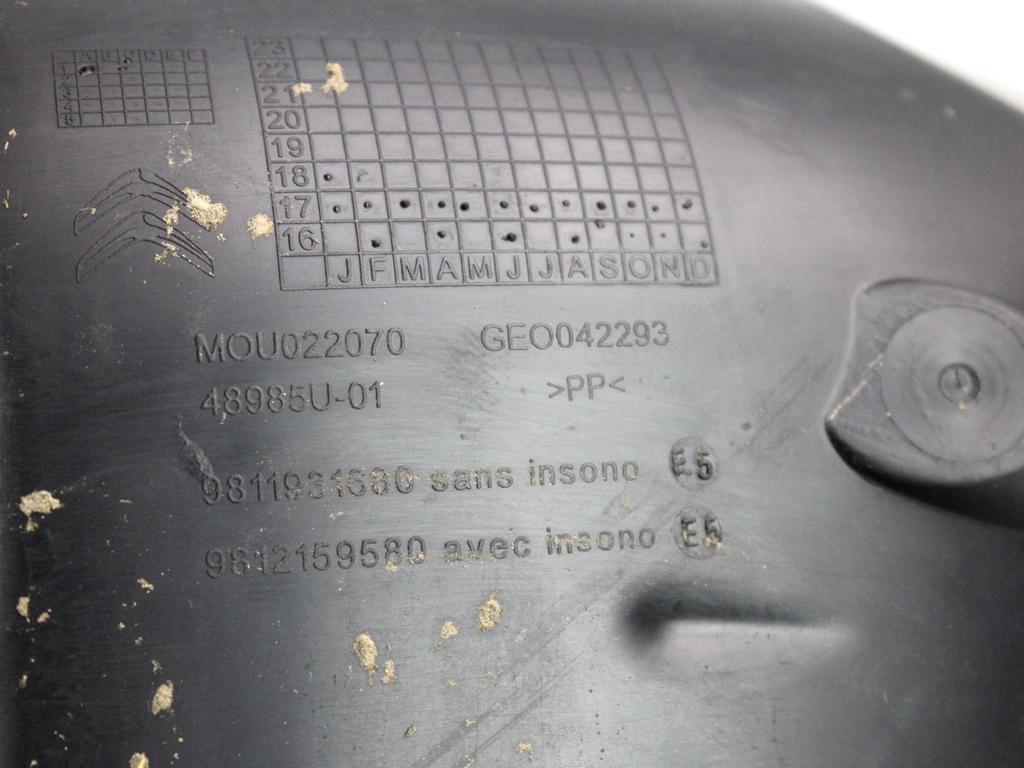 A B C D E
1
23
22
21
20
19
18
17
16
J F M A M J J A S O N D
MOU022070 GEO042293
48985U-01 >PP<
9811931680 sans insono E5
9812159580 avec insono E5